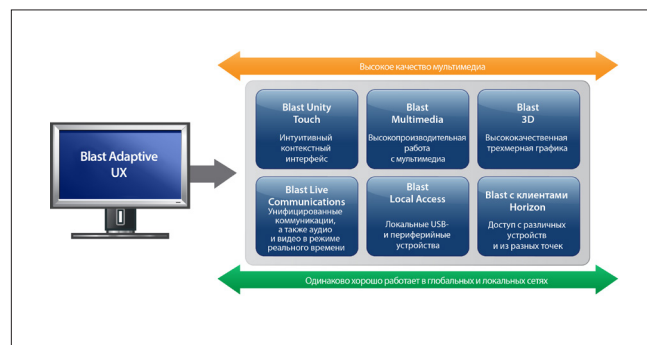 Высокое качество мультимедиа
Blast Adaptive
UX
Blast Unity
Touch
Интуитивный
контекстный
интерфейс
Blast
Multimedia
Высокопроизводительная
работа
с мультимедиа
Blast
3D
Высококачественная
трехмерная графика
Blast Live
Communications
Унифицированные
коммуникации,
а также аудио
и видео в режиме
реального времени
Blast
Local Access
Локальные USB-
и периферийные
устройства
Blast с клиентами
Horizon
Доступ с различных
устройств
и из разных точек
Одинаково хорошо работает в глобальных и локальных сетях